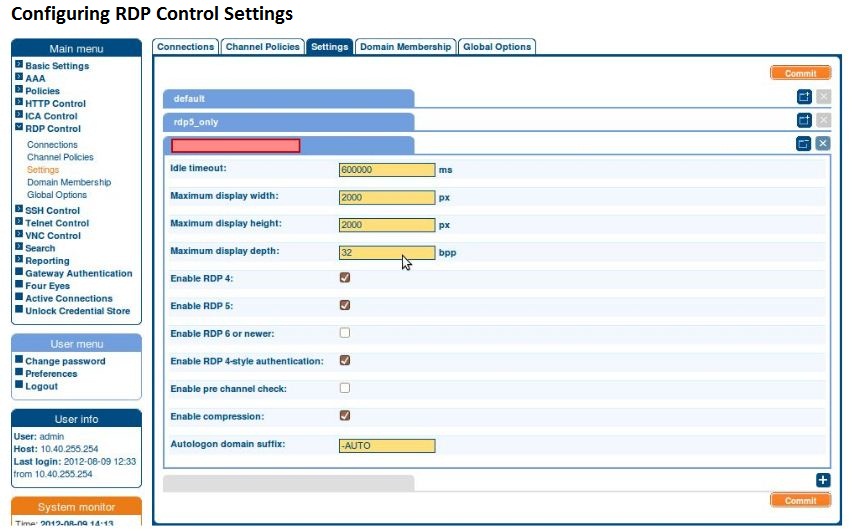 Configuring RDP Control Settings
Main menu
Basic Settings
AAA
Policies
HTTP Control
ICA Control
RDP Control
Connections
Channel Policies
Settings
Domain Membership
Global Options
SSH Control
Telnet Control
VNC Control
Search
Reporting
Gateway Authentication
Four Eyes
Active Connections
Unlock Credential Store
User menu
Change password
Preferences
Logout
User info
User: admin
Host: 10.40.255.254
Last login: 2012-08-09 12:33
from 10.40.255.254
System monitor
Time: 2012-08-09 14:13
Connections Channel Policies Settings Domain Membership Global Options
Commit
default
rdp5_only
Idle timeout: 600000 ms
Maximum display width: 2000 px
Maximum display height: 2000 px
Maximum display depth: 32 bpp
Enable RDP 4:
Enable RDP 5:
Enable RDP 6 or newer:
Enable RDP 4-style authentication:
Enable pre channel check:
Enable compression:
Autologon domain suffix: -AUTO
Commit